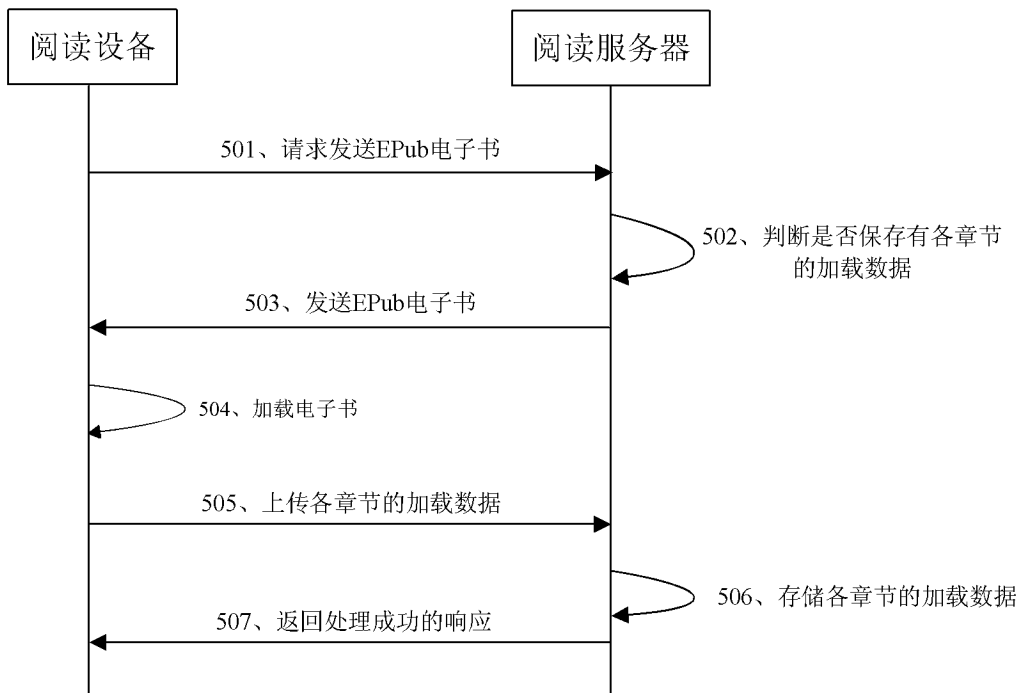 阅读设备
阅读服务器
501、请求发送EPub电子书
502、判断是否保存有各章节
的加载数据
503、发送EPub电子书
504、加载电子书
505、上传各章节的加载数据
506、存储各章节的加载数据
507、返回处理成功的响应